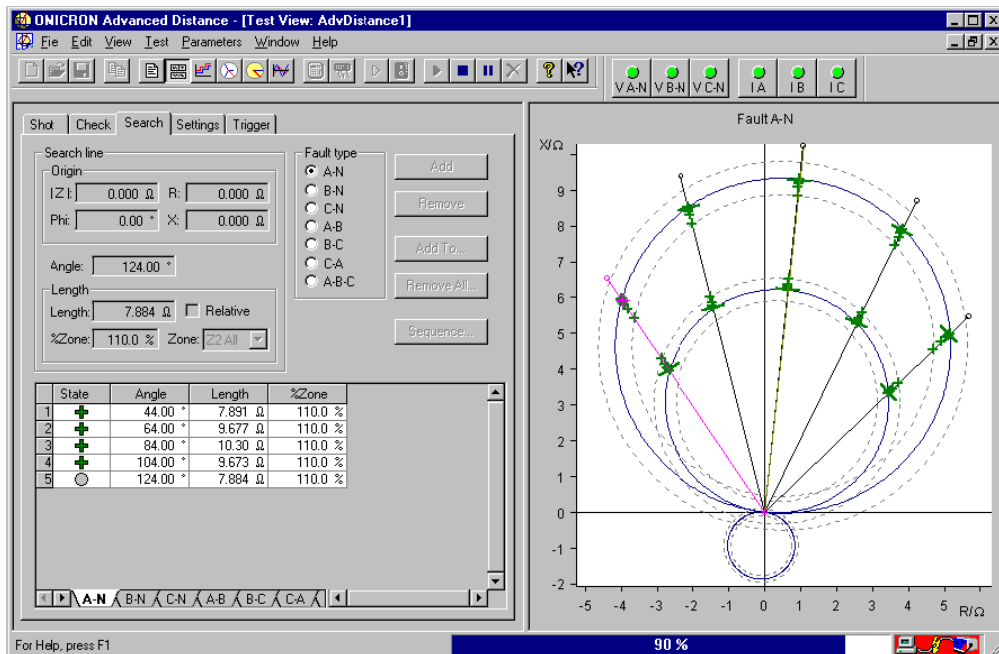 ONICRON Advanced Distance - [Test View: AdvDistance1]
Fie Edit View Test Parameters Window Help
V A-N V B-N V C-N I A I B I C
Shot Check Search Settings Trigger
Search line
Origin
|Z|: 0.000 Ω R: 0.000 Ω
Phi: 0.00 ° X: 0.000 Ω
Angle: 124.00 °
Length
Length: 7.884 Ω Relative
%Zone: 110.0 % Zone: Z2 All
Fault type
A-N
B-N
C-N
A-B
B-C
C-A
A-B-C
Add
Remove
Add To...
Remove All...
Sequence...
State Angle Length %Zone
1 44.00 ° 7.891 Ω 110.0 %
2 64.00 ° 9.677 Ω 110.0 %
3 84.00 ° 10.30 Ω 110.0 %
4 104.00 ° 9.673 Ω 110.0 %
5 124.00 ° 7.884 Ω 110.0 %
A-N B-N C-N A-B B-C C-A
Fault A-N
X/Ω
9
8
7
6
5
4
3
2
1
0
-1
-2
-5 -4 -3 -2 -1 0 1 2 3 4 5 R/Ω
For Help, press F1
90 %